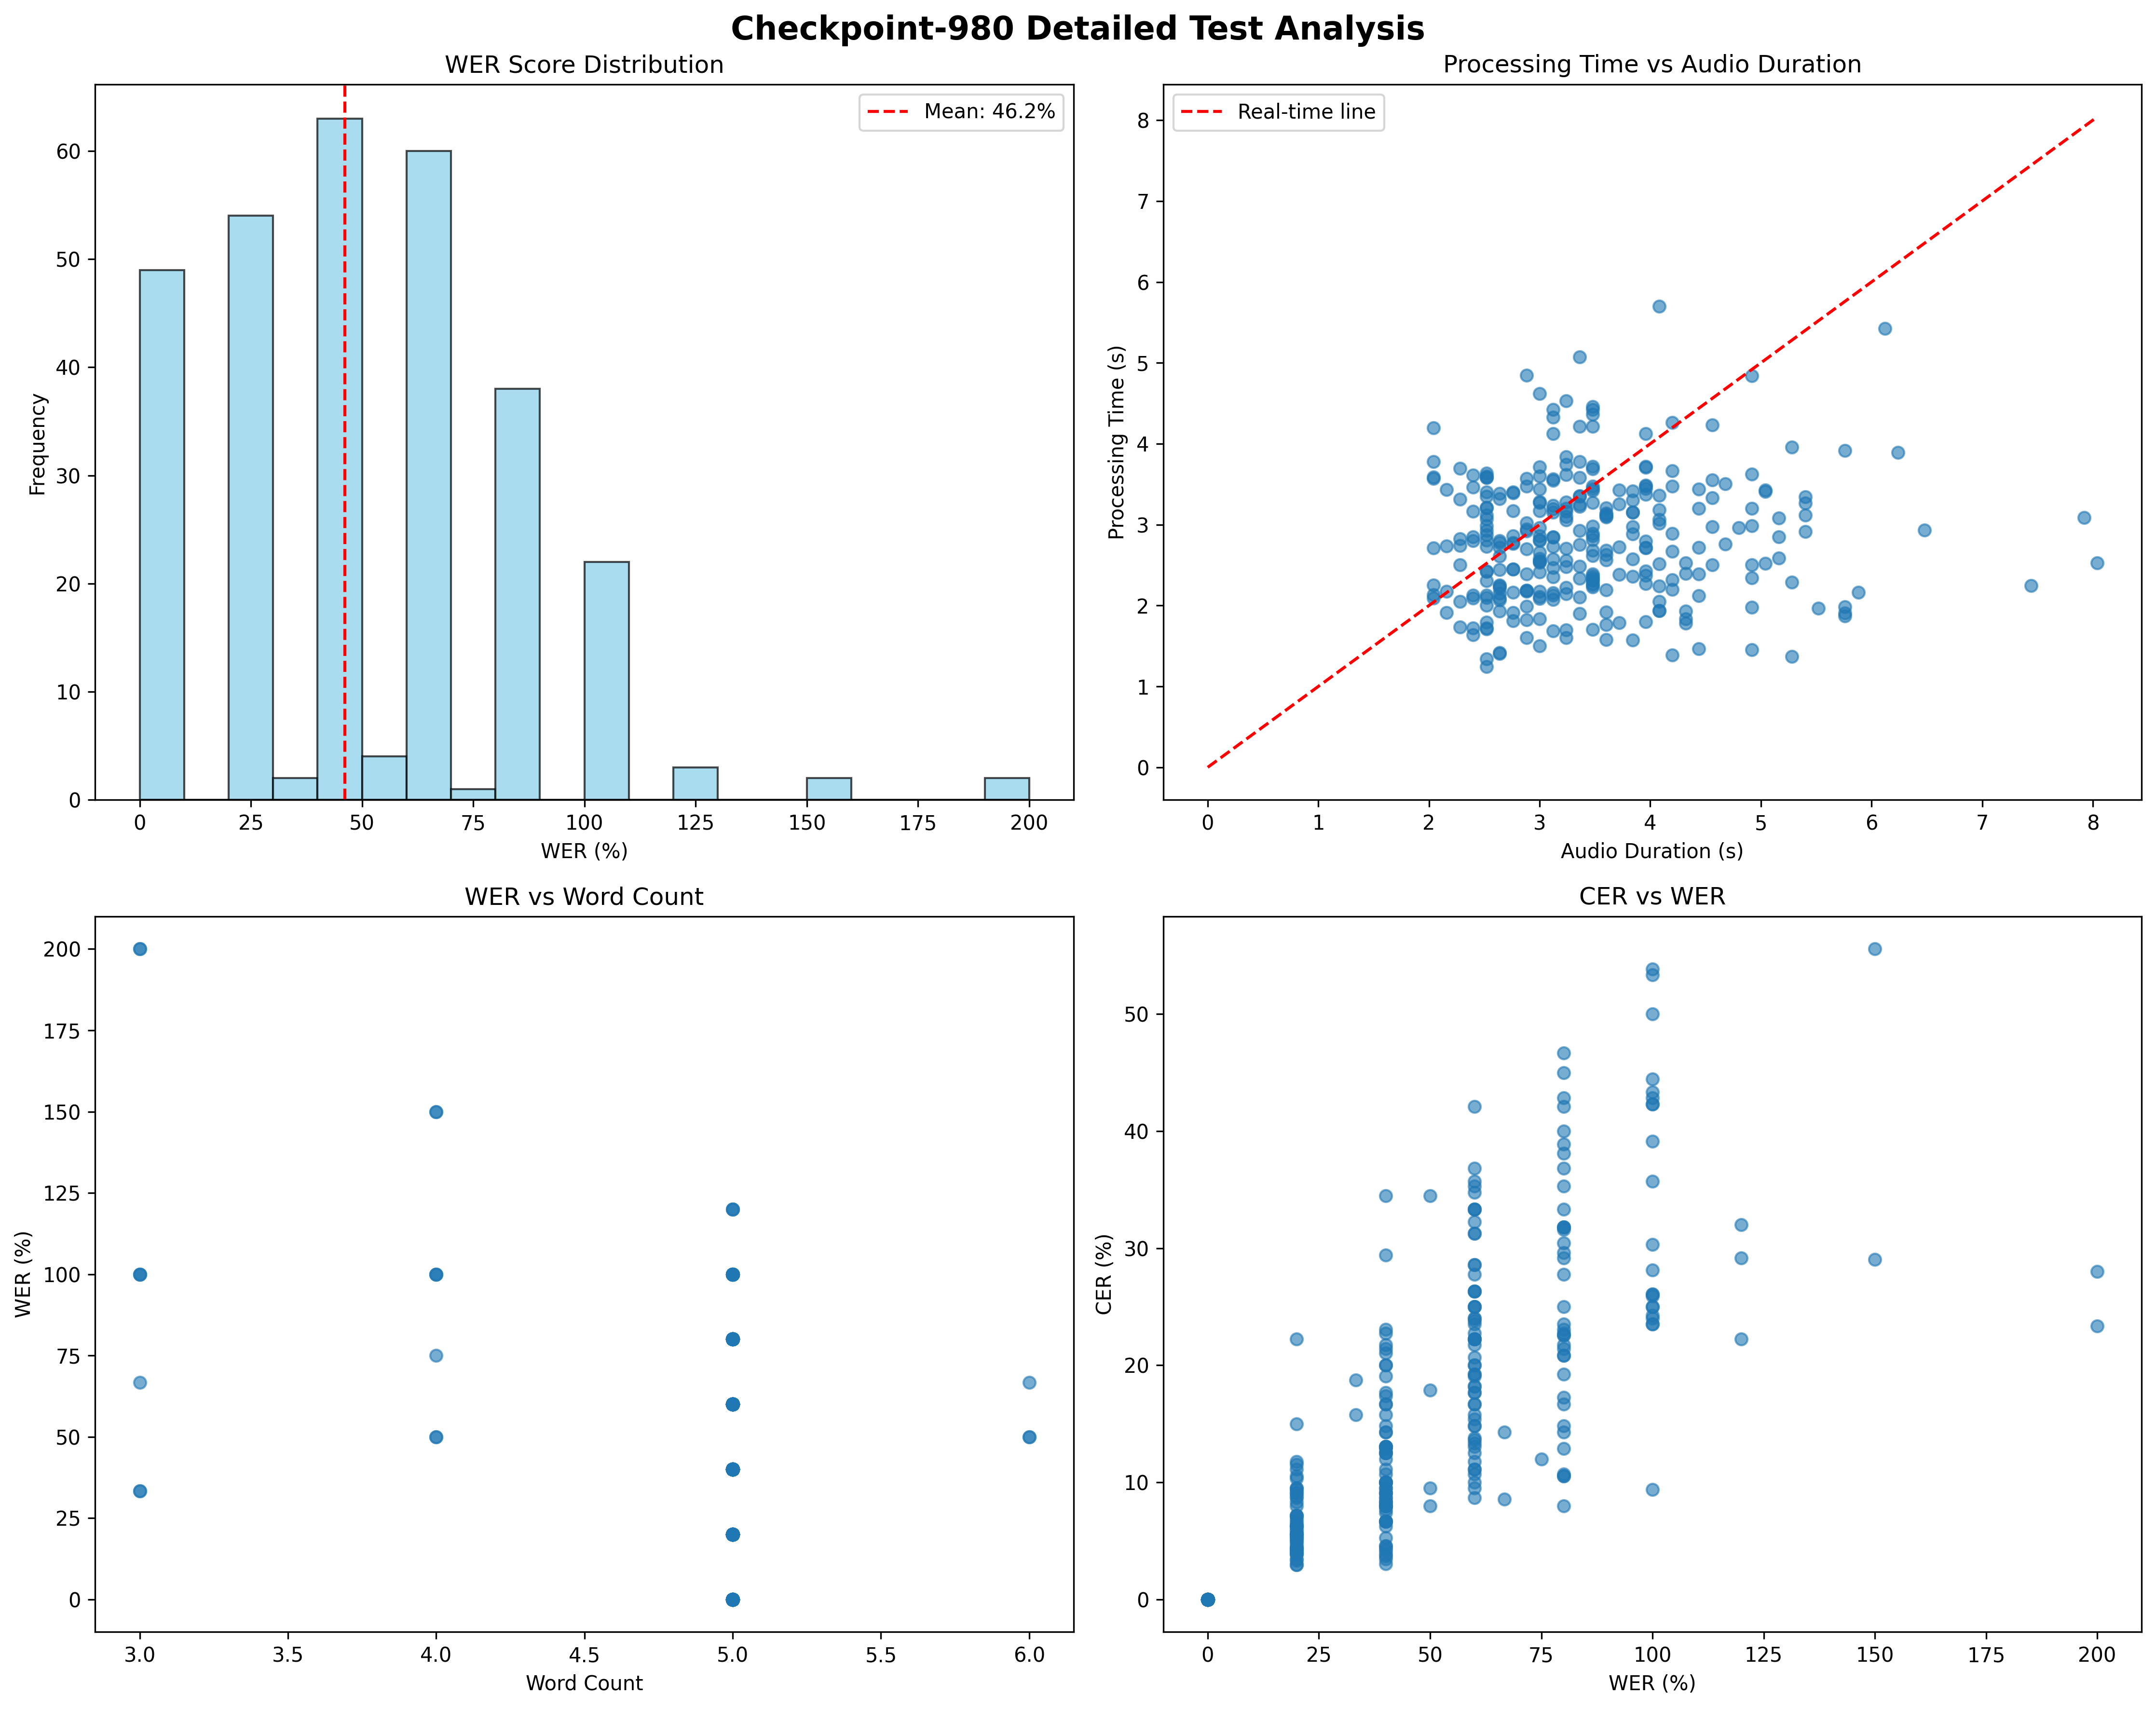 Checkpoint-980 Detailed Test Analysis
WER Score Distribution
Mean: 46.2%
Frequency
60
50
40
30
20
10
0
0 25 50 75 100 125 150 175 200
WER (%)
Processing Time vs Audio Duration
Real-time line
Processing Time (s)
8
7
6
5
4
3
2
1
0
0 1 2 3 4 5 6 7 8
Audio Duration (s)
WER vs Word Count
WER (%)
200
175
150
125
100
75
50
25
0
3.0 3.5 4.0 4.5 5.0 5.5 6.0
Word Count
CER vs WER
CER (%)
50
40
30
20
10
0
0 25 50 75 100 125 150 175 200
WER (%)